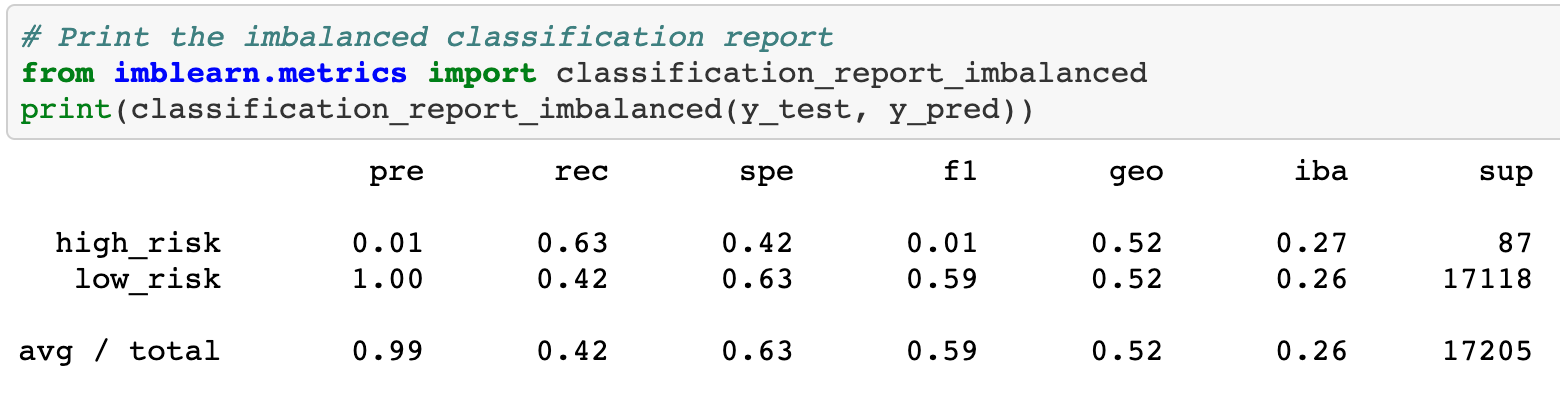 # Print the imbalanced classification report
from imblearn.metrics import classification_report_imbalanced
print(classification_report_imbalanced(y_test, y_pred))
pre rec spe f1 geo iba sup
high_risk 0.01 0.63 0.42 0.01 0.52 0.27 87
low_risk 1.00 0.42 0.63 0.59 0.52 0.26 17118
avg / total 0.99 0.42 0.63 0.59 0.52 0.26 17205